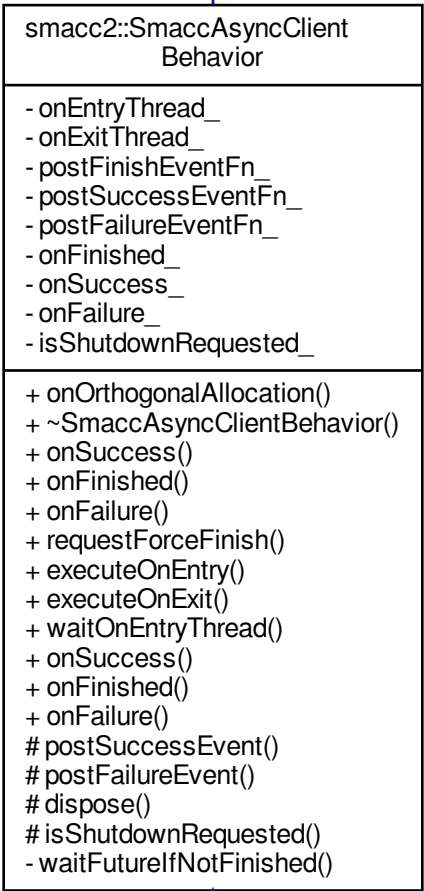 smacc2::SmaccAsyncClient
Behavior
- onEntryThread_
- onExitThread_
- postFinishEventFn_
- postSuccessEventFn_
- postFailureEventFn_
- onFinished_
- onSuccess_
- onFailure_
- isShutdownRequested_
+ onOrthogonalAllocation()
+ ~SmaccAsyncClientBehavior()
+ onSuccess()
+ onFinished()
+ onFailure()
+ requestForceFinish()
+ executeOnEntry()
+ executeOnExit()
+ waitOnEntryThread()
+ onSuccess()
+ onFinished()
+ onFailure()
# postSuccessEvent()
# postFailureEvent()
# dispose()
# isShutdownRequested()
- waitFutureIfNotFinished()